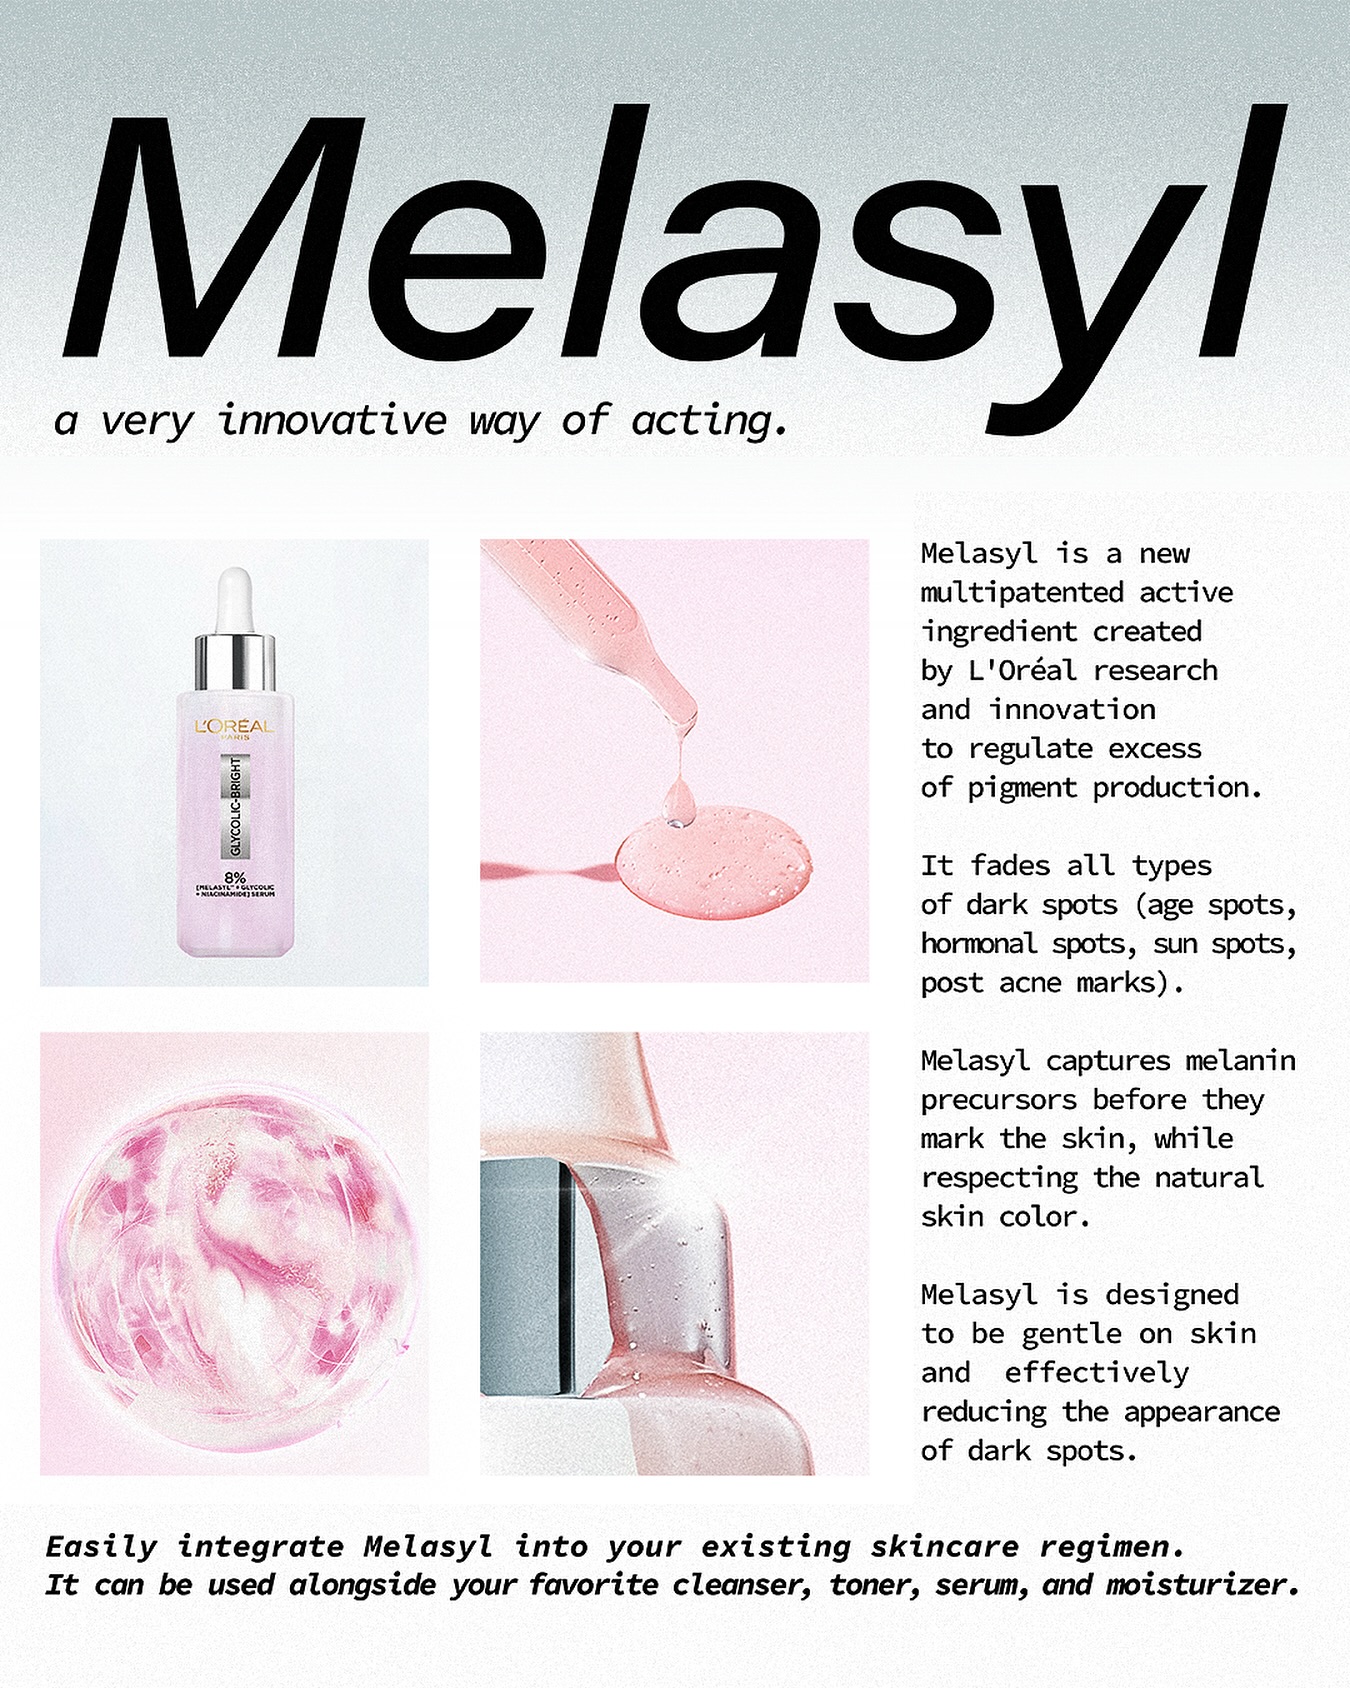 Melasyl
a very innovative way of acting.
L'ORÉAL
PARIS
GLYCOLIC-BRIGHT
8%
[MELASYL™ + GLYCOLIC
+ NIACINAMIDE] SERUM
Melasyl is a new
multipatented active
ingredient created
by L'Oréal research
and innovation
to regulate excess
of pigment production.
It fades all types
of dark spots (age spots,
hormonal spots, sun spots,
post acne marks).
Melasyl captures melanin
precursors before they
mark the skin, while
respecting the natural
skin color.
Melasyl is designed
to be gentle on skin
and effectively
reducing the appearance
of dark spots.
Easily integrate Melasyl into your existing skincare regimen.
It can be used alongside your favorite cleanser, toner, serum, and moisturizer.